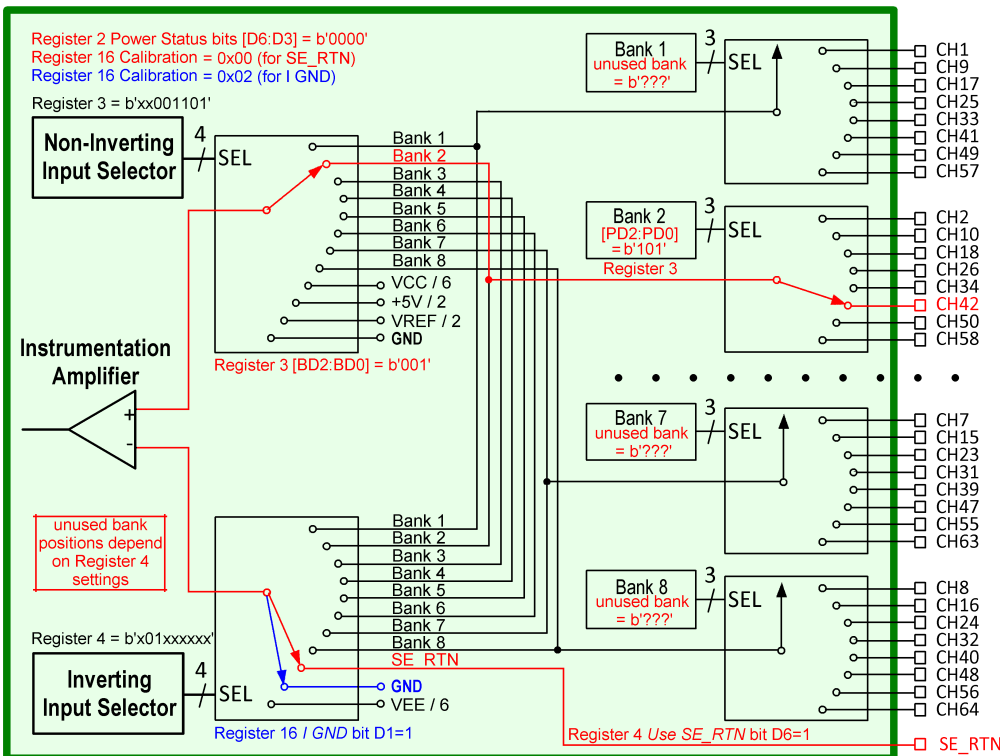 Register 2 Power Status bits [D6:D3] = b'0000'
Register 16 Calibration = 0x00 (for SE_RTN)
Register 16 Calibration = 0x02 (for I GND)
Register 3 = b'xx001101'
Non-Inverting
Input Selector
4
SEL
Bank 1
Bank 2
Bank 3
Bank 4
Bank 5
Bank 6
Bank 7
Bank 8
VCC / 6
+5V / 2
VREF / 2
GND
Register 3 [BD2:BD0] = b'001'
Instrumentation
Amplifier
+
-
unused bank
positions depend
on Register 4
settings
Register 4 = b'x01xxxxxx'
Inverting
Input Selector
4
SEL
Bank 1
Bank 2
Bank 3
Bank 4
Bank 5
Bank 6
Bank 7
Bank 8
SE_RTN
GND
VEE / 6
Register 16 I GND bit D1=1
Bank 1
unused bank
= b'???'
3
SEL
CH1
CH9
CH17
CH25
CH33
CH41
CH49
CH57
Bank 2
[PD2:PD0]
= b'101'
3
SEL
Register 3
CH2
CH10
CH18
CH26
CH34
CH42
CH50
CH58
Bank 7
unused bank
= b'???'
3
SEL
CH7
CH15
CH23
CH31
CH39
CH47
CH55
CH63
Bank 8
unused bank
= b'???'
3
SEL
CH8
CH16
CH24
CH32
CH40
CH48
CH56
CH64
Register 4 Use SE_RTN bit D6=1
SE_RTN